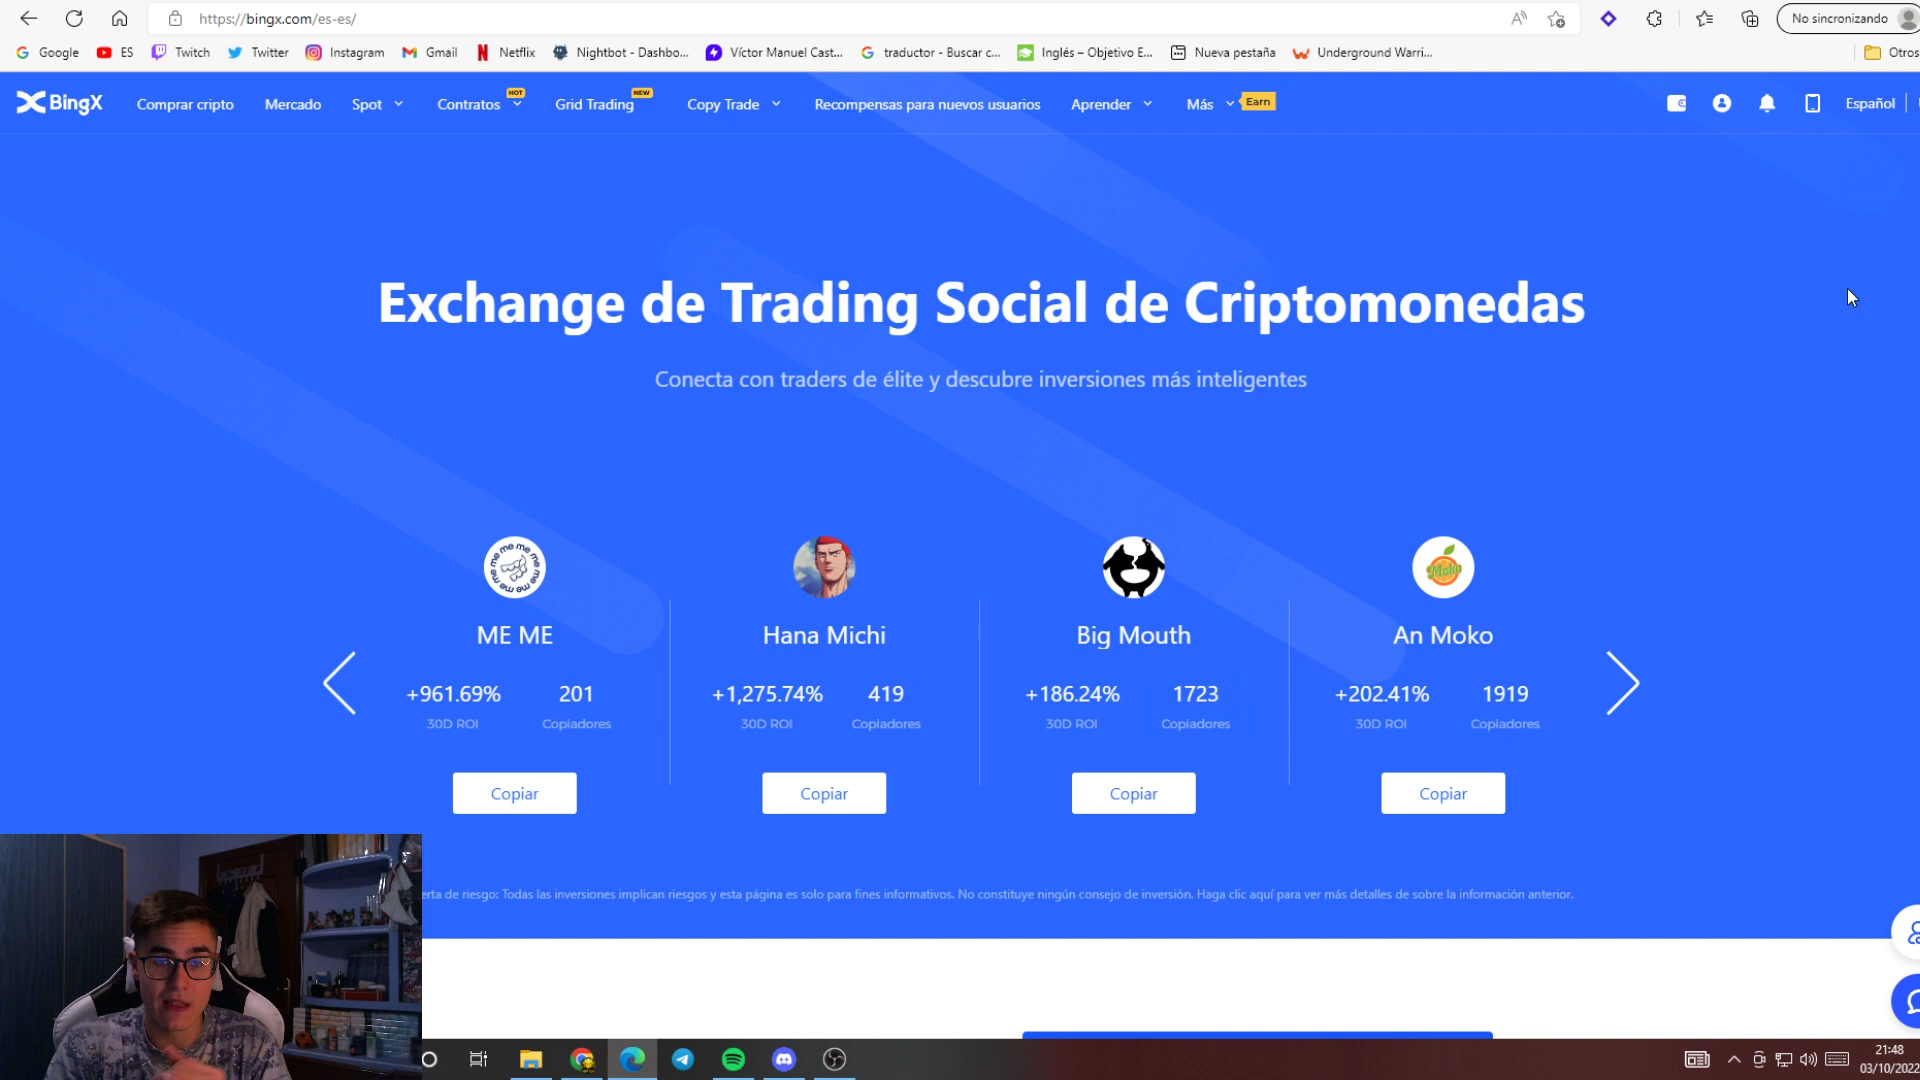 https://bingx.com/es-es/
No sincronizando
Google ES Twitch Twitter Instagram Gmail Netflix Nightbot - Dashbo... Víctor Manuel Cast... traductor - Buscar c... Inglés – Objetivo E... Nueva pestaña Underground Warri... Otros
BingX Comprar cripto Mercado Spot Contratos HOT Grid Trading NEW Copy Trade Recompensas para nuevos usuarios Aprender Más Earn Español
Exchange de Trading Social de Criptomonedas
Conecta con traders de élite y descubre inversiones más inteligentes
ME ME Hana Michi Big Mouth An Moko
+961.69% 201 +1,275.74% 419 +186.24% 1723 +202.41% 1919
30D ROI Copiadores 30D ROI Copiadores 30D ROI Copiadores 30D ROI Copiadores
Copiar Copiar Copiar Copiar
erta de riesgo: Todas las inversiones implican riesgos y esta página es solo para fines informativos. No constituye ningún consejo de inversión. Haga clic aquí para ver más detalles de sobre la información anterior.
21:48
03/10/2022